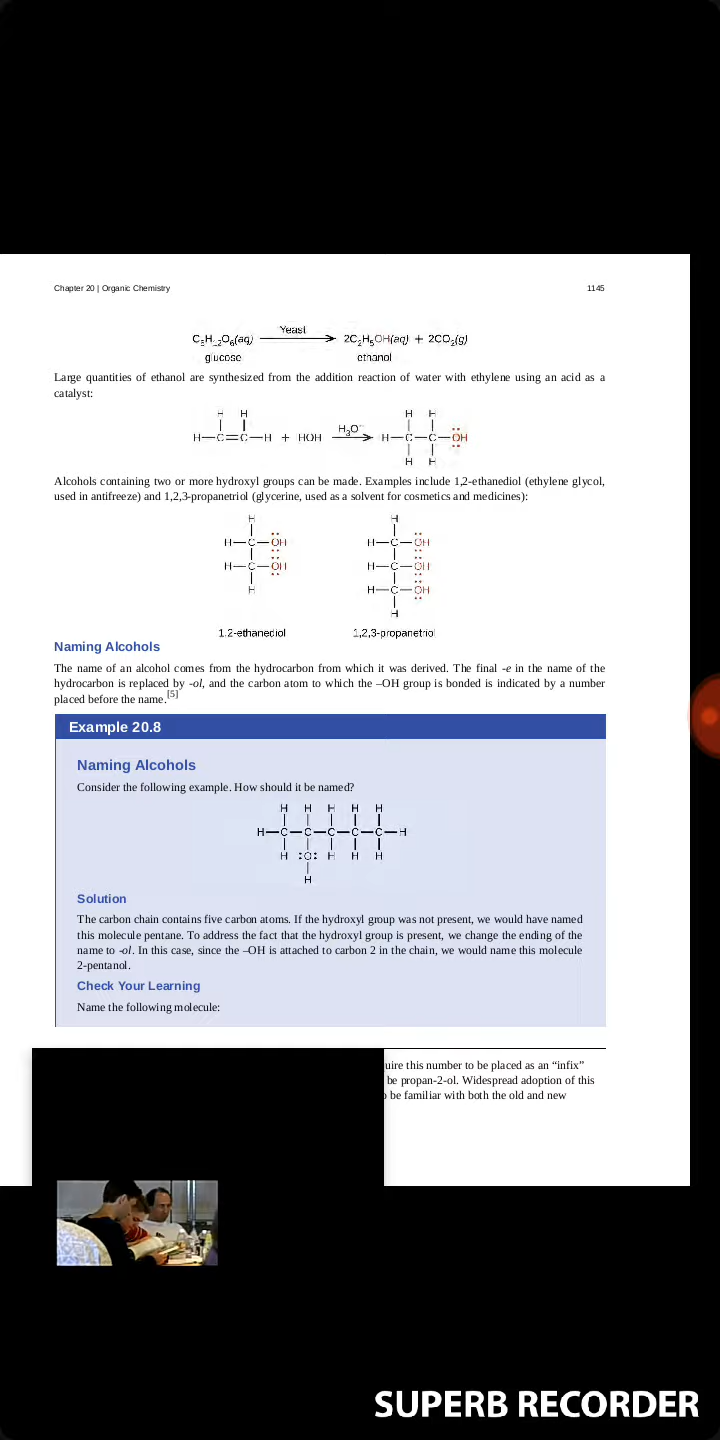 Chapter 20 | Organic Chemistry 1145
C6H12O6(aq) Yeast 2C2H5OH(aq) + 2CO2(g)
glucose ethanol
Large quantities of ethanol are synthesized from the addition reaction of water with ethylene using an acid as a
catalyst:
H H H H
H—C=C—H + HOH H3O+ H—C—C—OH
H H
Alcohols containing two or more hydroxyl groups can be made. Examples include 1,2-ethanediol (ethylene glycol,
used in antifreeze) and 1,2,3-propanetriol (glycerine, used as a solvent for cosmetics and medicines):
H H
H—C—OH H—C—OH
H—C—OH H—C—OH
H H—C—OH
H
1,2-ethanediol 1,2,3-propanetriol
Naming Alcohols
The name of an alcohol comes from the hydrocarbon from which it was derived. The final -e in the name of the
hydrocarbon is replaced by -ol, and the carbon atom to which the –OH group is bonded is indicated by a number
placed before the name.[5]
Example 20.8
Naming Alcohols
Consider the following example. How should it be named?
H H H H H
H—C—C—C—C—C—H
H :O: H H H
H
Solution
The carbon chain contains five carbon atoms. If the hydroxyl group was not present, we would have named
this molecule pentane. To address the fact that the hydroxyl group is present, we change the ending of the
name to -ol. In this case, since the –OH is attached to carbon 2 in the chain, we would name this molecule
2-pentanol.
Check Your Learning
Name the following molecule:
uire this number to be placed as an “infix”
be propan-2-ol. Widespread adoption of this
o be familiar with both the old and new
SUPERB RECORDER